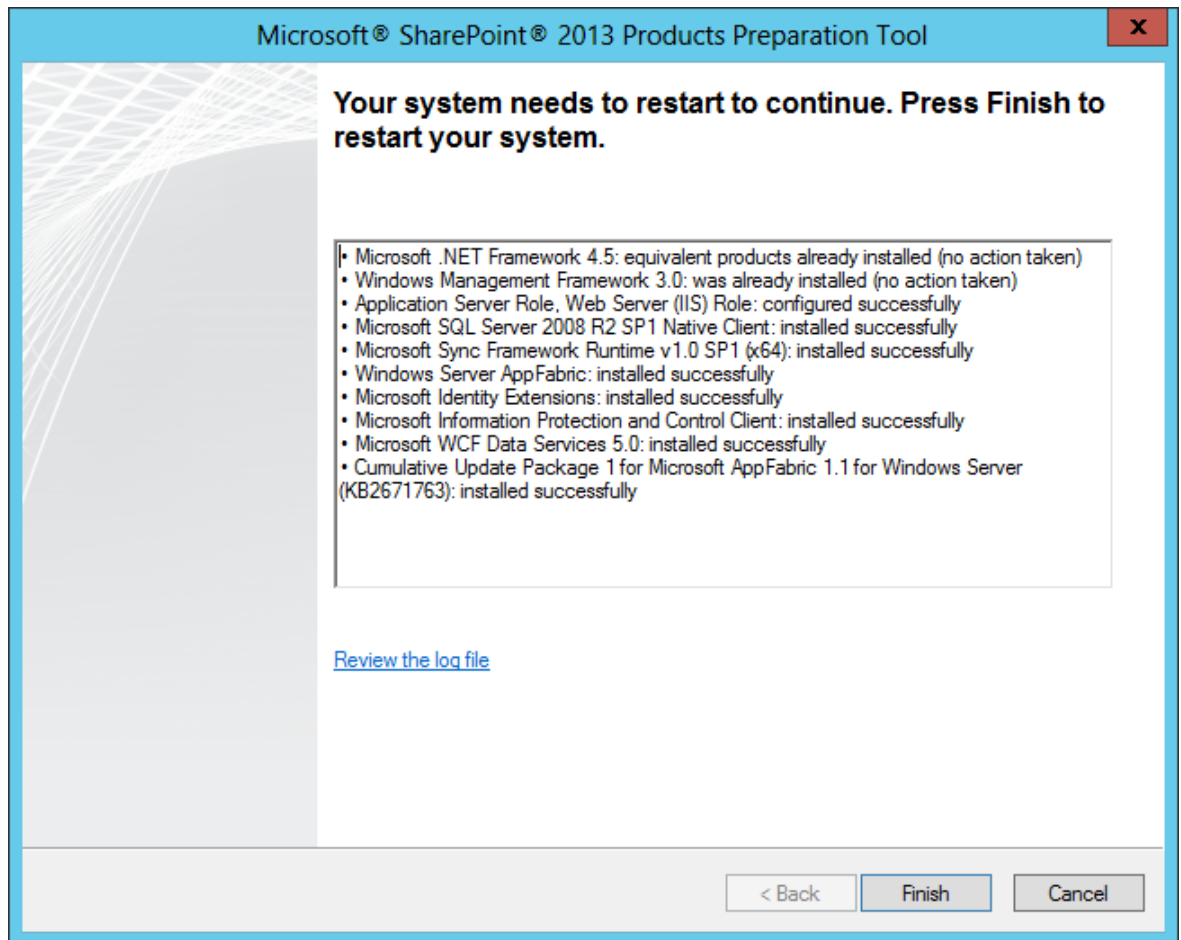 Microsoft® SharePoint® 2013 Products Preparation Tool
x
Your system needs to restart to continue. Press Finish to
restart your system.
• Microsoft .NET Framework 4.5: equivalent products already installed (no action taken)
• Windows Management Framework 3.0: was already installed (no action taken)
• Application Server Role, Web Server (IIS) Role: configured successfully
• Microsoft SQL Server 2008 R2 SP1 Native Client: installed successfully
• Microsoft Sync Framework Runtime v1.0 SP1 (x64): installed successfully
• Windows Server AppFabric: installed successfully
• Microsoft Identity Extensions: installed successfully
• Microsoft Information Protection and Control Client: installed successfully
• Microsoft WCF Data Services 5.0: installed successfully
• Cumulative Update Package 1 for Microsoft AppFabric 1.1 for Windows Server
(KB2671763): installed successfully
Review the log file
< Back
Finish
Cancel